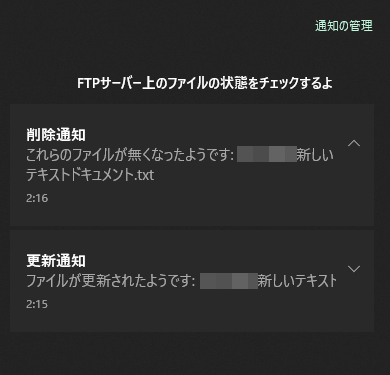 通知の管理
FTPサーバー上のファイルの状態をチェックするよ
削除通知
これらのファイルが無くなったようです: 新しい
テキストドキュメント.txt
2:16
更新通知
ファイルが更新されたようです: 新しいテキスト
2:15